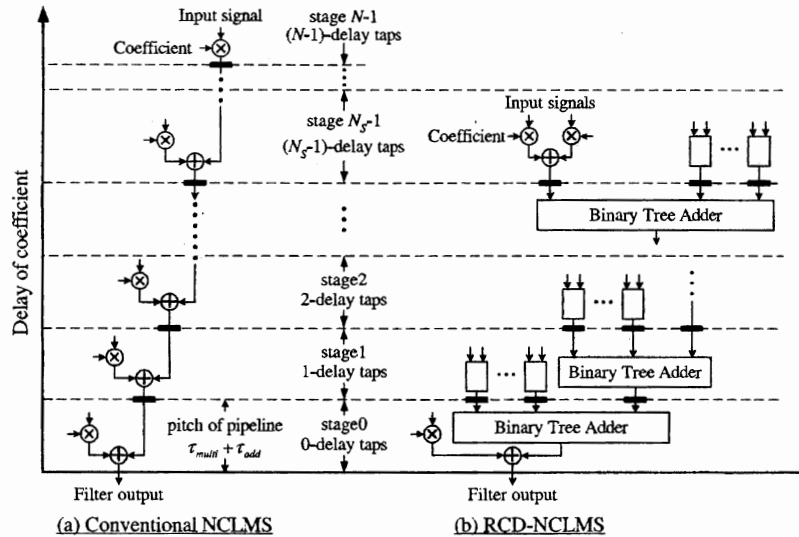 Delay of coefficient
Input signal
Coefficient
stage N-1
(N-1)-delay taps
stage N_S-1
(N_S-1)-delay taps
Input signals
Coefficient
Binary Tree Adder
stage2
2-delay taps
stage1
1-delay taps
Binary Tree Adder
pitch of pipeline
τ_multi + τ_add
stage0
0-delay taps
Binary Tree Adder
Filter output
Filter output
(a) Conventional NCLMS
(b) RCD-NCLMS